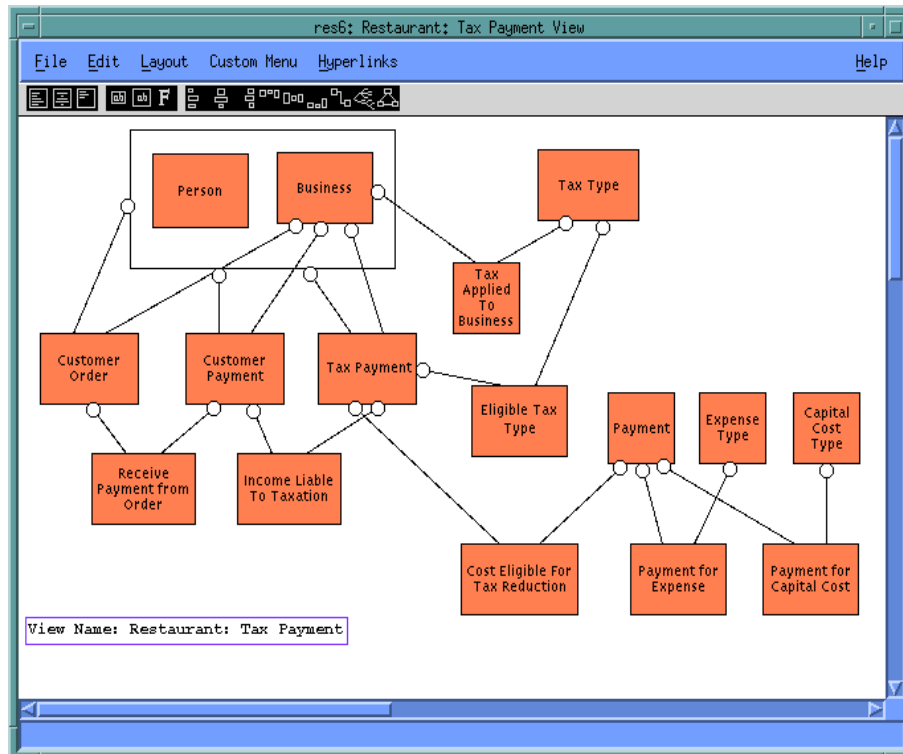 res6: Restaurant: Tax Payment View
File Edit Layout Custom Menu Hyperlinks Help
ab ab F
Person
Business
Tax Type
Tax
Applied
To
Business
Customer
Order
Customer
Payment
Tax Payment
Eligible Tax
Type
Payment
Expense
Type
Capital
Cost
Type
Receive
Payment from
Order
Income Liable
To Taxation
Cost Eligible For
Tax Reduction
Payment for
Expense
Payment for
Capital Cost
View Name: Restaurant: Tax Payment